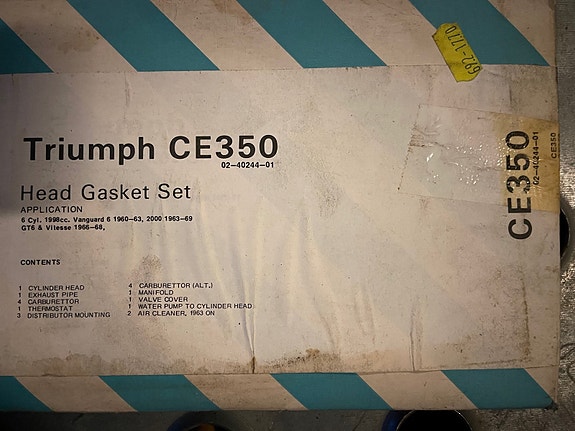 692-1770
Triumph CE350
02-40244-01
Head Gasket Set
APPLICATION
6 Cyl. 1998cc. Vanguard 6 1960-63, 2000 1963-69
GT6 & Vitesse 1966-68,
CONTENTS
1 CYLINDER HEAD
1 EXHAUST PIPE
4 CARBURETTOR
1 THERMOSTAT
3 DISTRIBUTOR MOUNTING
4 CARBURETTOR (ALT.)
1 MANIFOLD
1 VALVE COVER
1 WATER PUMP TO CYLINDER HEAD
2 AIR CLEANER, 1963 ON
CE350
02-40244-01
CE350